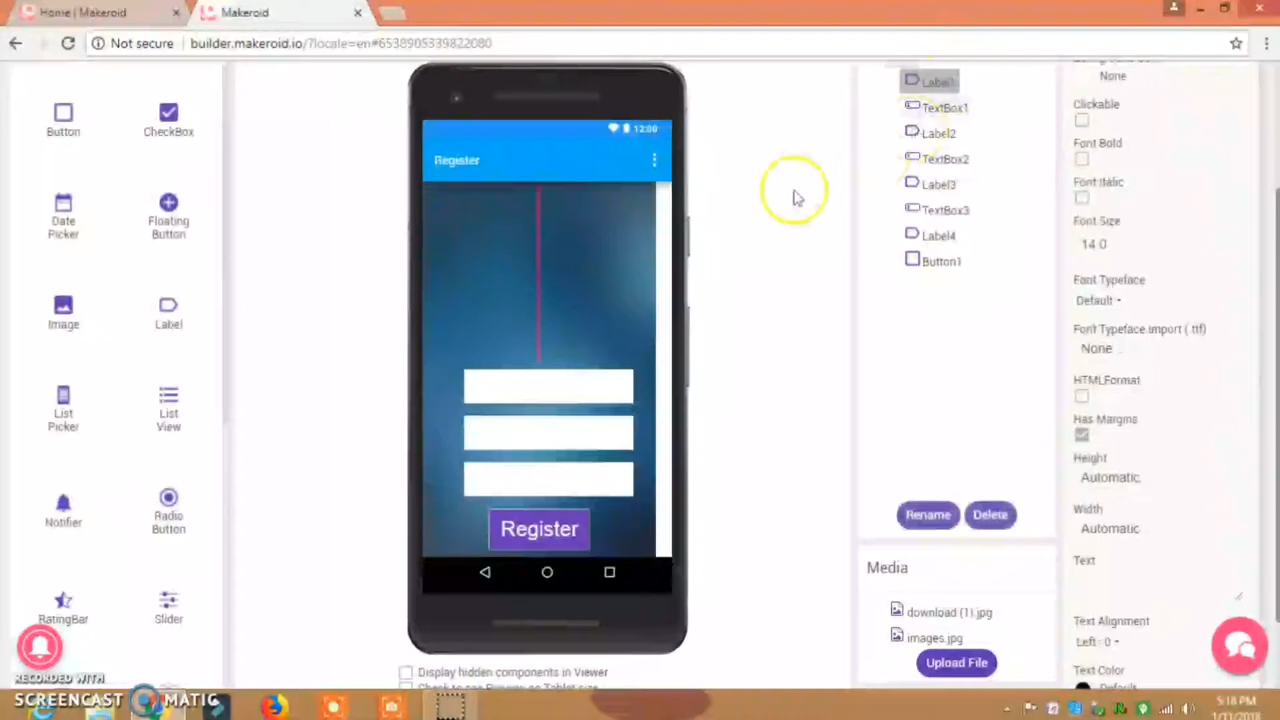 Home | Makeroid
Makeroid
Not secure
builder.makeroid.io/?locale=en#6538905339822080
Button
CheckBox
Date
Picker
Floating
Button
Image
Label
List
Picker
List
View
Notifier
Radio
Button
RatingBar
Slider
12:00
Register
Register
Display hidden components in Viewer
Label1
TextBox1
Label2
TextBox2
Label3
TextBox3
Label4
Button1
Rename
Delete
Media
download (1).jpg
images.jpg
Upload File
None
Clickable
Font Bold
Font Italic
Font Size
14.0
Font Typeface
Default
Font Typeface import (.ttf)
None
HTMLFormat
Has Margins
Height
Automatic
Width
Automatic
Text
Text Alignment
Left : 0
Text Color
Default
RECORDED WITH
SCREENCAST MATIC
5:18 PM